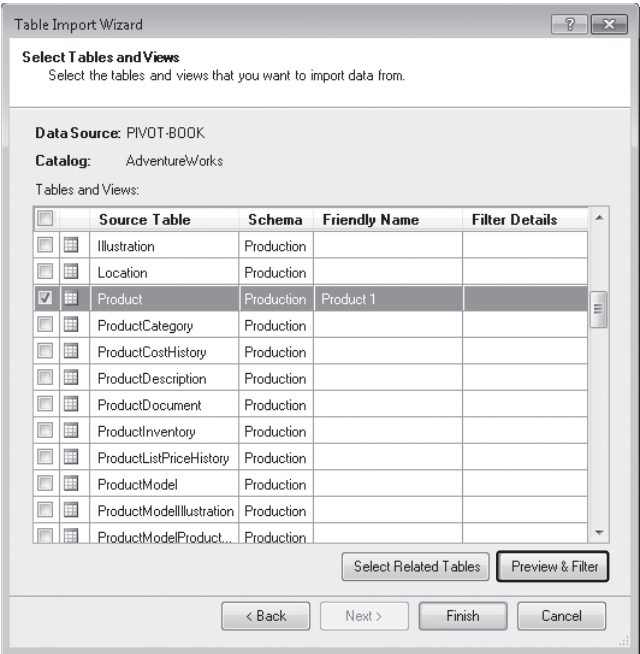 Table Import Wizard
Select Tables and Views
Select the tables and views that you want to import data from.
Data Source: PIVOT-BOOK
Catalog: AdventureWorks
Tables and Views:
Source Table Schema Friendly Name Filter Details
Illustration Production
Location Production
Product Production Product 1
ProductCategory Production
ProductCostHistory Production
ProductDescription Production
ProductDocument Production
ProductInventory Production
ProductListPriceHistory Production
ProductModel Production
ProductModelIllustration Production
ProductModelProduct... Production
Select Related Tables Preview & Filter
< Back Next > Finish Cancel